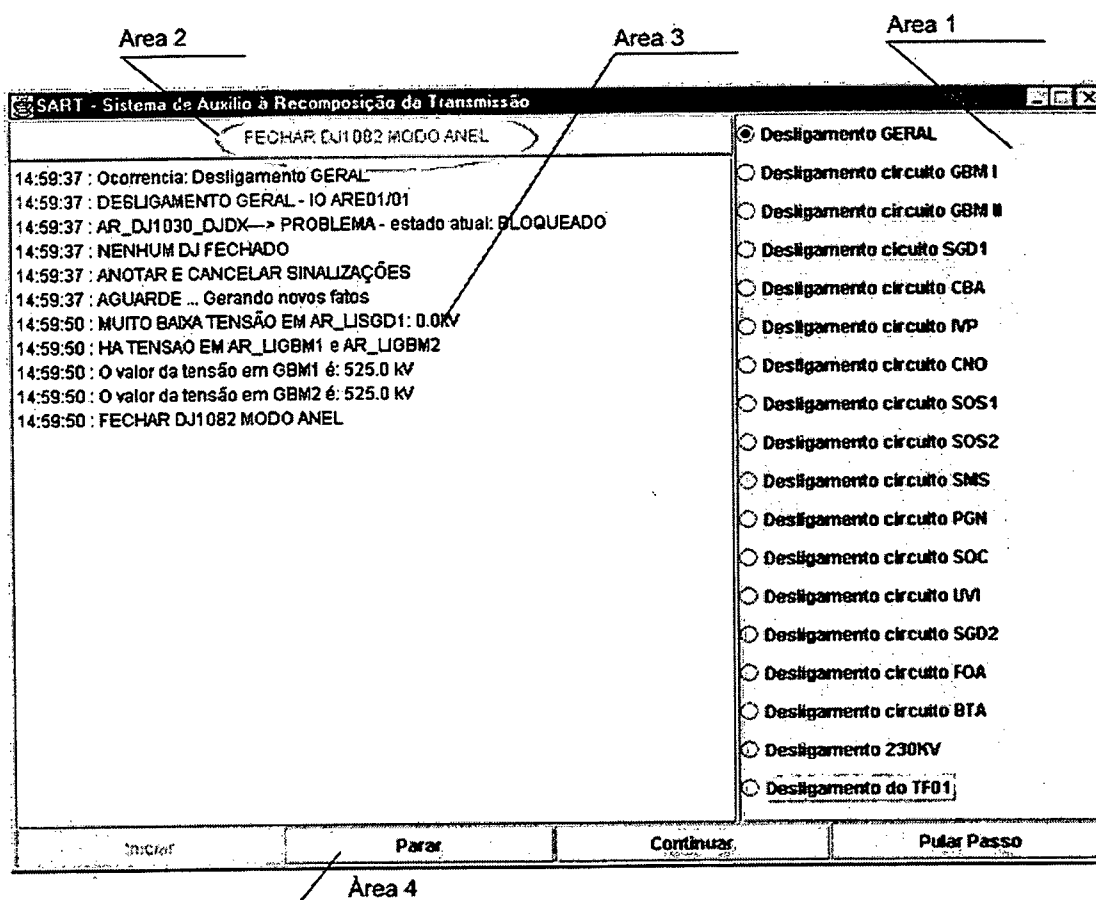 Area 2
Area 3
Area 1
SART - Sistema de Auxilio à Recomposição da Transmissão
FECHAR DJ1082 MODO ANEL
14:59:37 : Ocorrencia: Desligamento GERAL
14:59:37 : DESLIGAMENTO GERAL - IO ARE01/01
14:59:37 : AR_DJ1030_DJDX---> PROBLEMA - estado atual: BLOQUEADO
14:59:37 : NENHUM DJ FECHADO
14:59:37 : ANOTAR E CANCELAR SINALIZAÇÕES
14:59:37 : AGUARDE ... Gerando novos fatos
14:59:50 : MUITO BAIXA TENSÃO EM AR_LISGD1: 0.0KV
14:59:50 : HA TENSAO EM AR_LIGBM1 e AR_LIGBM2
14:59:50 : O valor da tensão em GBM1 é: 525.0 kV
14:59:50 : O valor da tensão em GBM2 é: 525.0 kV
14:59:50 : FECHAR DJ1082 MODO ANEL
Desligamento GERAL
Desligamento circuito GBM I
Desligamento circuito GBM II
Desligamento cicuito SGD1
Desligamento circuito CBA
Desligamento circuito IVP
Desligamento circuito CNO
Desligamento circuito SOS1
Desligamento circuito SOS2
Desligamento circuito SMS
Desligamento circuito PGN
Desligamento circuito SOC
Desligamento circuito UVI
Desligamento circuito SGD2
Desligamento circuito FOA
Desligamento circuito BTA
Desligamento 230KV
Desligamento do TF01
Iniciar
Parar
Continuar
Pular Passo
Àrea 4